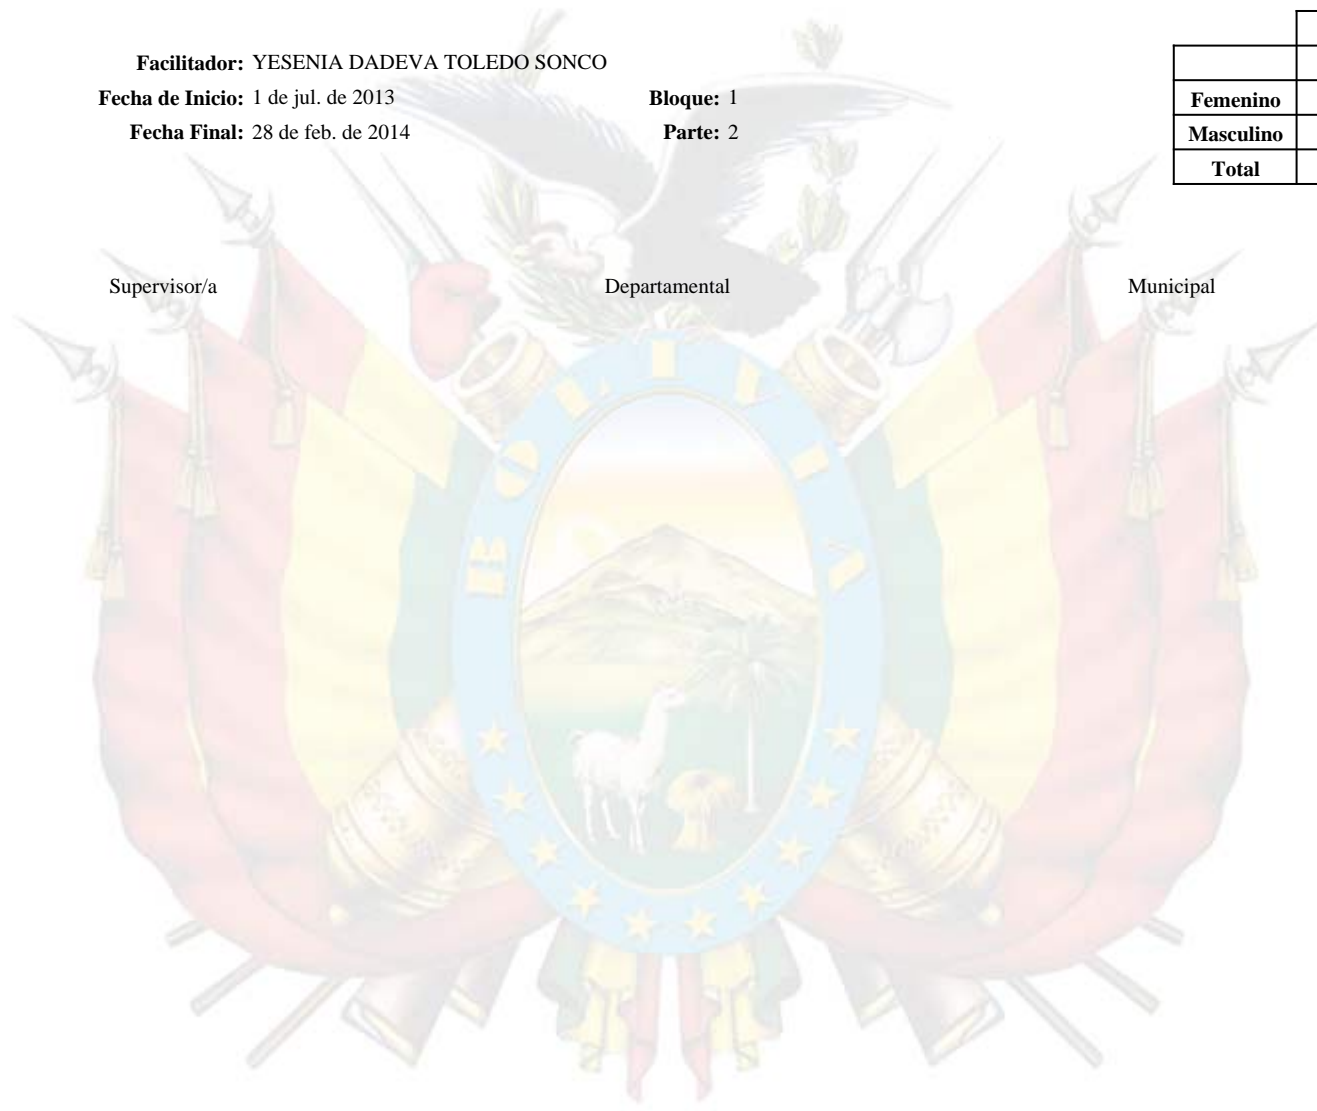 Facilitador: YESENIA DADEVA TOLEDO SONCO
Fecha de Inicio: 1 de jul. de 2013 Bloque: 1
Fecha Final: 28 de feb. de 2014 Parte: 2
Femenino
Masculino
Total
Supervisor/a Departamental Municipal
BOLIVIA